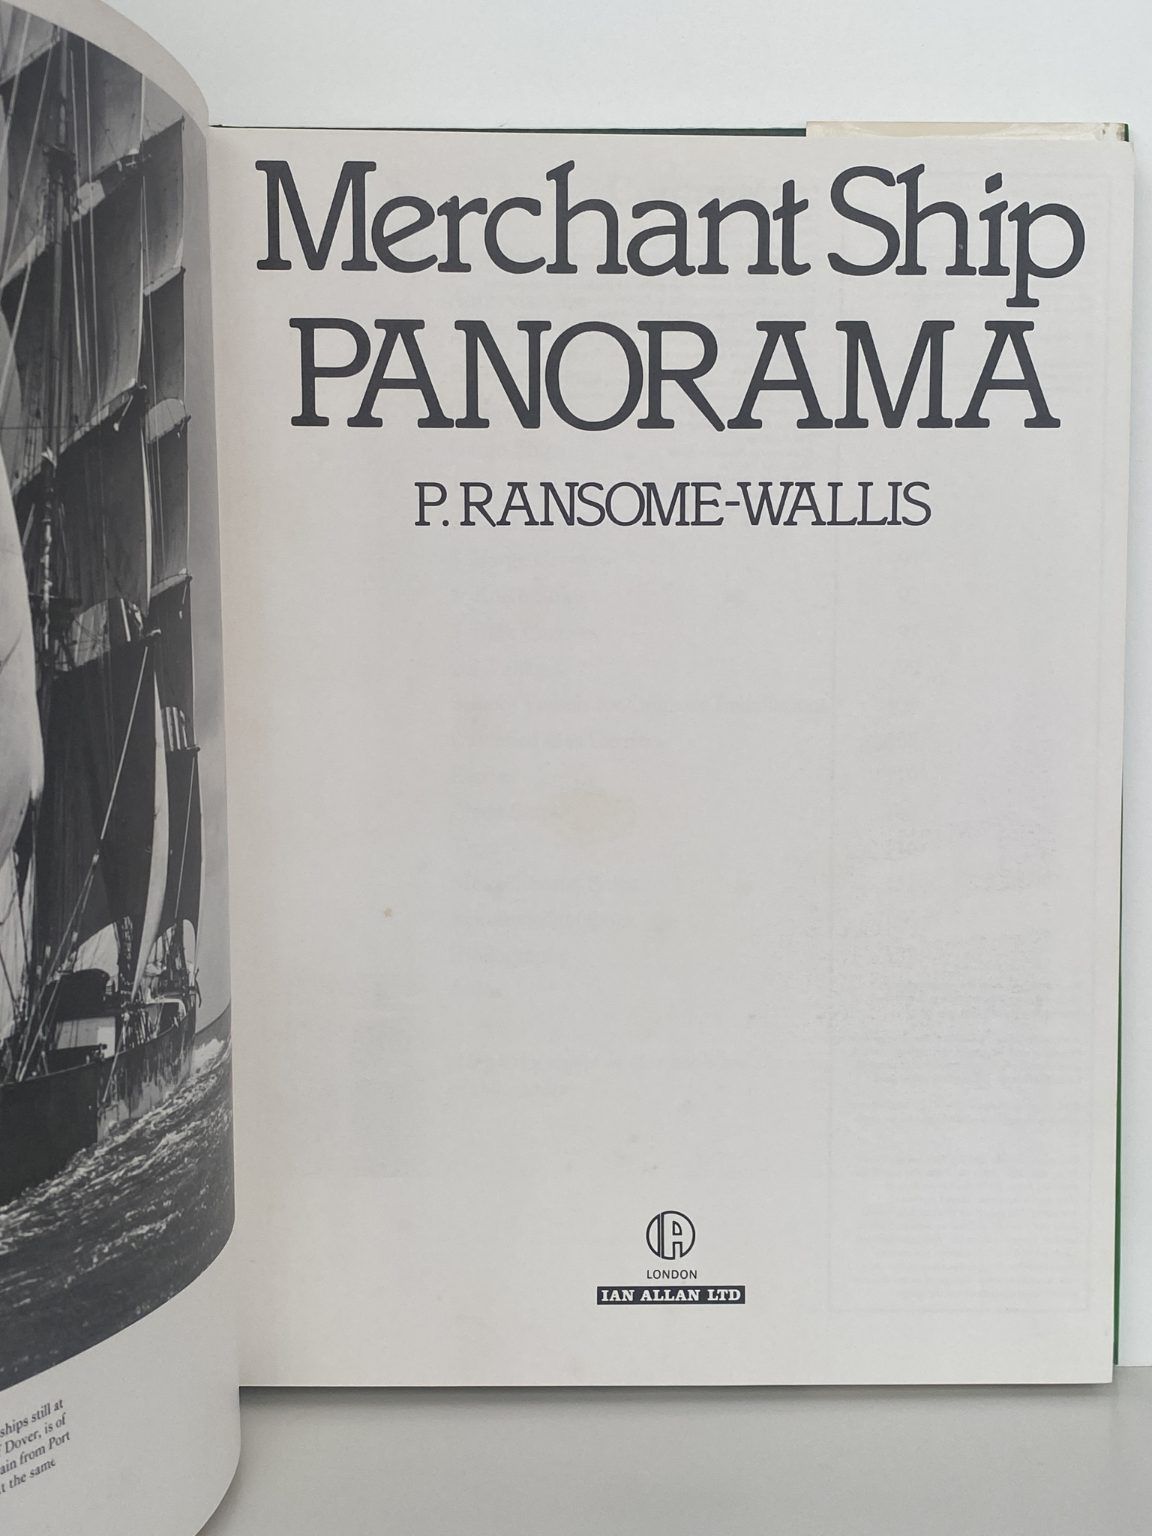 Merchant Ship
PANORAMA
P. RANSOME-WALLIS
IA
LONDON
IAN ALLAN LTD
ships still at
Dover, is of
ain from Port
t the same